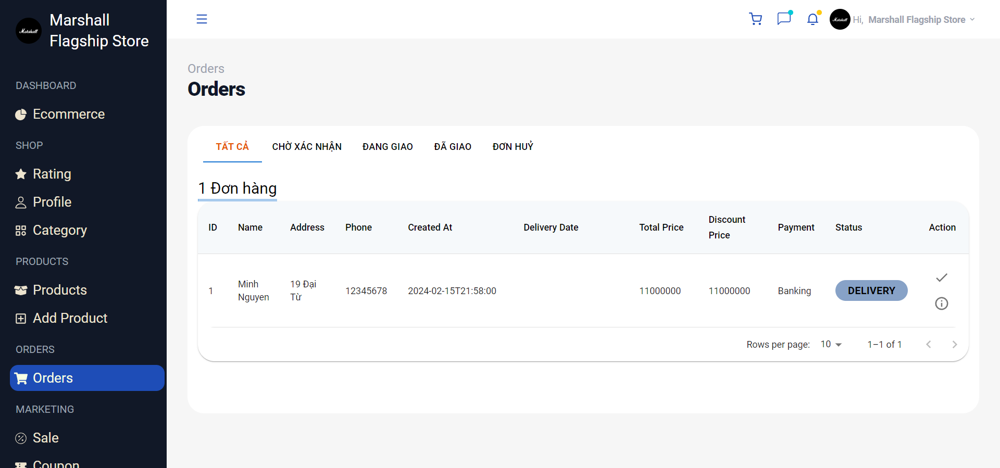 Marshall
Marshall
Flagship Store
Marshall
Hi, Marshall Flagship Store
DASHBOARD
Ecommerce
SHOP
Rating
Profile
Category
PRODUCTS
Products
Add Product
ORDERS
Orders
MARKETING
Sale
Coupon
Orders
Orders
TẤT CẢ CHỜ XÁC NHẬN ĐANG GIAO ĐÃ GIAO ĐƠN HUỶ
1 Đơn hàng
ID Name Address Phone Created At Delivery Date Total Price Discount Price Payment Status Action
1 Minh Nguyen 19 Đại Từ 12345678 2024-02-15T21:58:00 11000000 11000000 Banking DELIVERY
Rows per page: 10 1–1 of 1